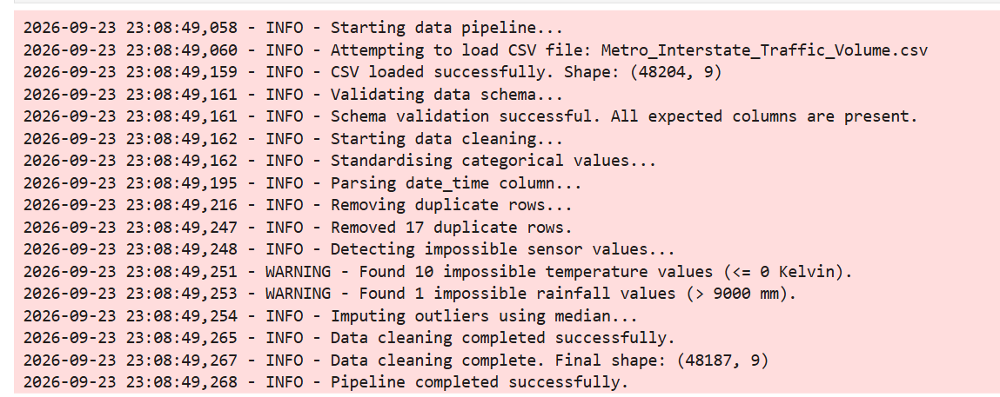 2026-09-23 23:08:49,058 - INFO - Starting data pipeline...
2026-09-23 23:08:49,060 - INFO - Attempting to load CSV file: Metro_Interstate_Traffic_Volume.csv
2026-09-23 23:08:49,159 - INFO - CSV loaded successfully. Shape: (48204, 9)
2026-09-23 23:08:49,161 - INFO - Validating data schema...
2026-09-23 23:08:49,161 - INFO - Schema validation successful. All expected columns are present.
2026-09-23 23:08:49,162 - INFO - Starting data cleaning...
2026-09-23 23:08:49,162 - INFO - Standardising categorical values...
2026-09-23 23:08:49,195 - INFO - Parsing date_time column...
2026-09-23 23:08:49,216 - INFO - Removing duplicate rows...
2026-09-23 23:08:49,247 - INFO - Removed 17 duplicate rows.
2026-09-23 23:08:49,248 - INFO - Detecting impossible sensor values...
2026-09-23 23:08:49,251 - WARNING - Found 10 impossible temperature values (<= 0 Kelvin).
2026-09-23 23:08:49,253 - WARNING - Found 1 impossible rainfall values (> 9000 mm).
2026-09-23 23:08:49,254 - INFO - Imputing outliers using median...
2026-09-23 23:08:49,265 - INFO - Data cleaning completed successfully.
2026-09-23 23:08:49,267 - INFO - Data cleaning complete. Final shape: (48187, 9)
2026-09-23 23:08:49,268 - INFO - Pipeline completed successfully.